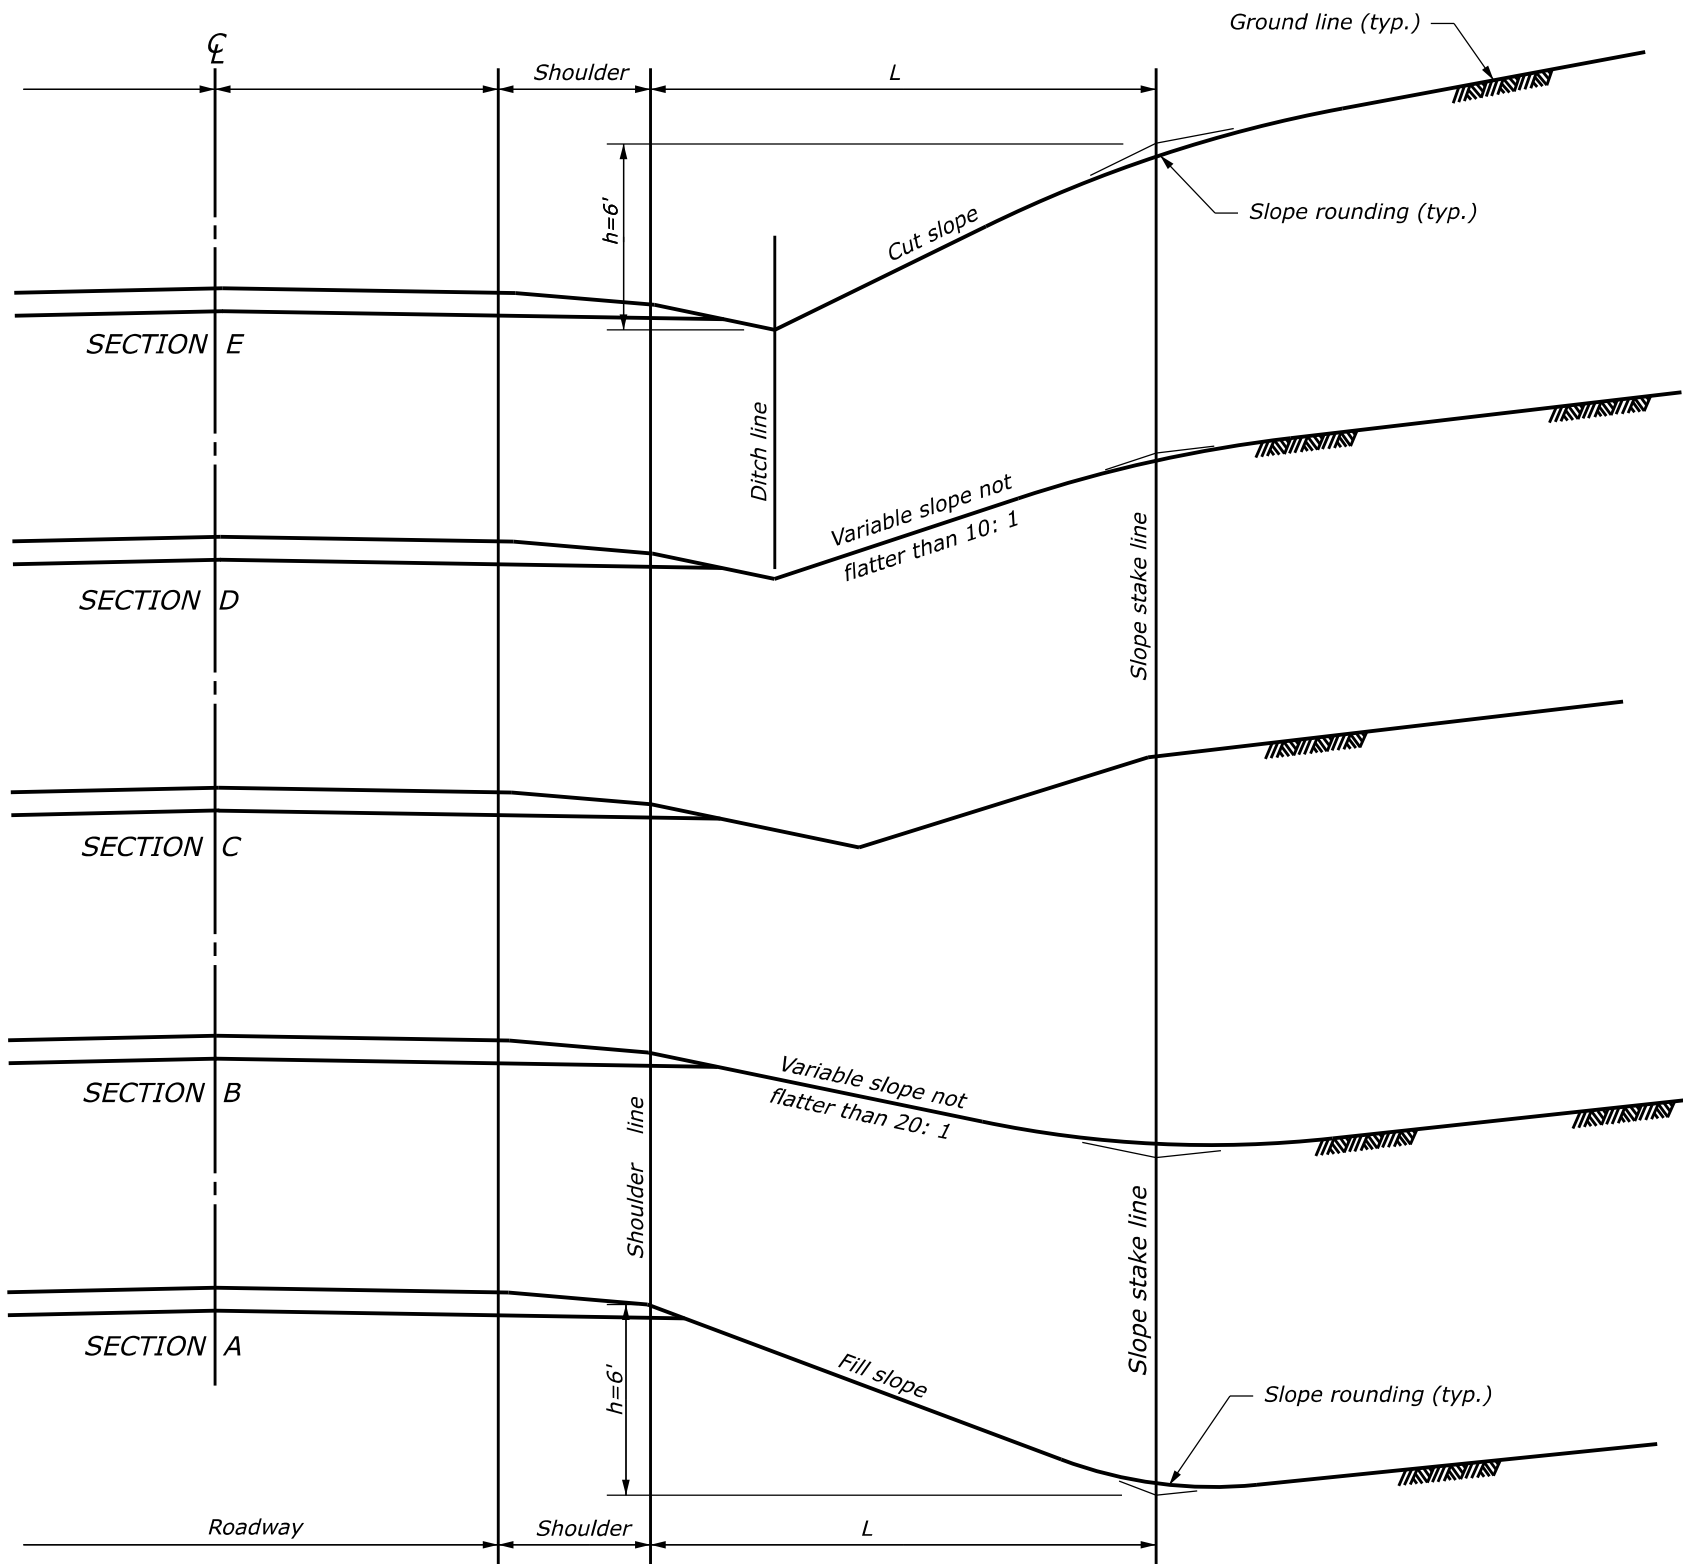 Ground line (typ.)
℄
Shoulder
L
h=6'
Cut slope
Slope rounding (typ.)
SECTION E
Ditch line
Variable slope not
flatter than 10: 1
Slope stake line
SECTION D
SECTION C
SECTION B
Variable slope not
flatter than 20: 1
Shoulder line
Slope stake line
SECTION A
h=6'
Fill slope
Slope rounding (typ.)
Roadway
Shoulder
L